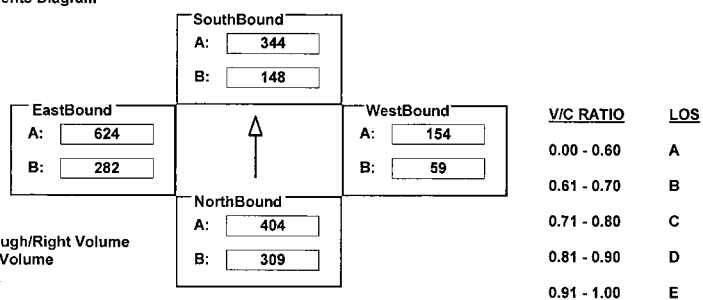 Diagram
SouthBound
A: 344
B: 148
EastBound
A: 624
B: 282
WestBound
A: 154
B: 59
NorthBound
A: 404
B: 309
ugh/Right Volume
Volume
V/C RATIO LOS
0.00 - 0.60 A
0.61 - 0.70 B
0.71 - 0.80 C
0.81 - 0.90 D
0.91 - 1.00 E